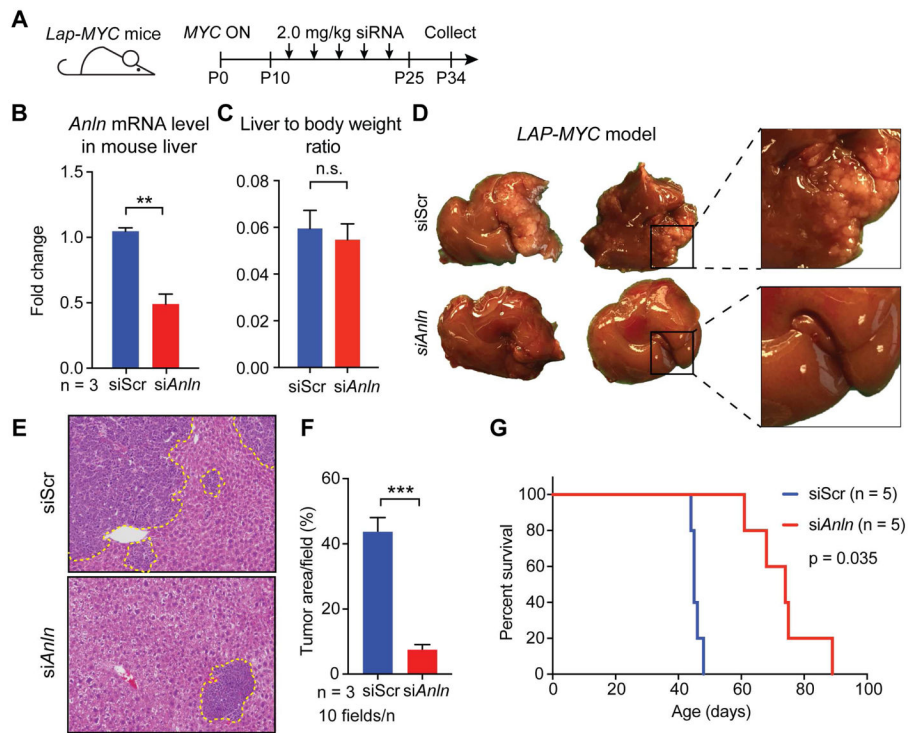 A
Lap-MYC mice
MYC ON
2.0 mg/kg siRNA
Collect
P0
P10
P25
P34
B
Anln mRNA level
in mouse liver
**
Fold change
1.5
1.0
0.5
0.0
n = 3
siScr
siAnln
C
Liver to body weight
ratio
n.s.
0.08
0.06
0.04
0.02
0.00
siScr
siAnln
D
LAP-MYC model
siScr
siAnln
E
siScr
siAnln
F
***
Tumor area/field (%)
60
40
20
0
n = 3
siScr
siAnln
10 fields/n
G
siScr (n = 5)
siAnln (n = 5)
p = 0.035
Percent survival
100
80
60
40
20
0
0
20
40
60
80
100
Age (days)